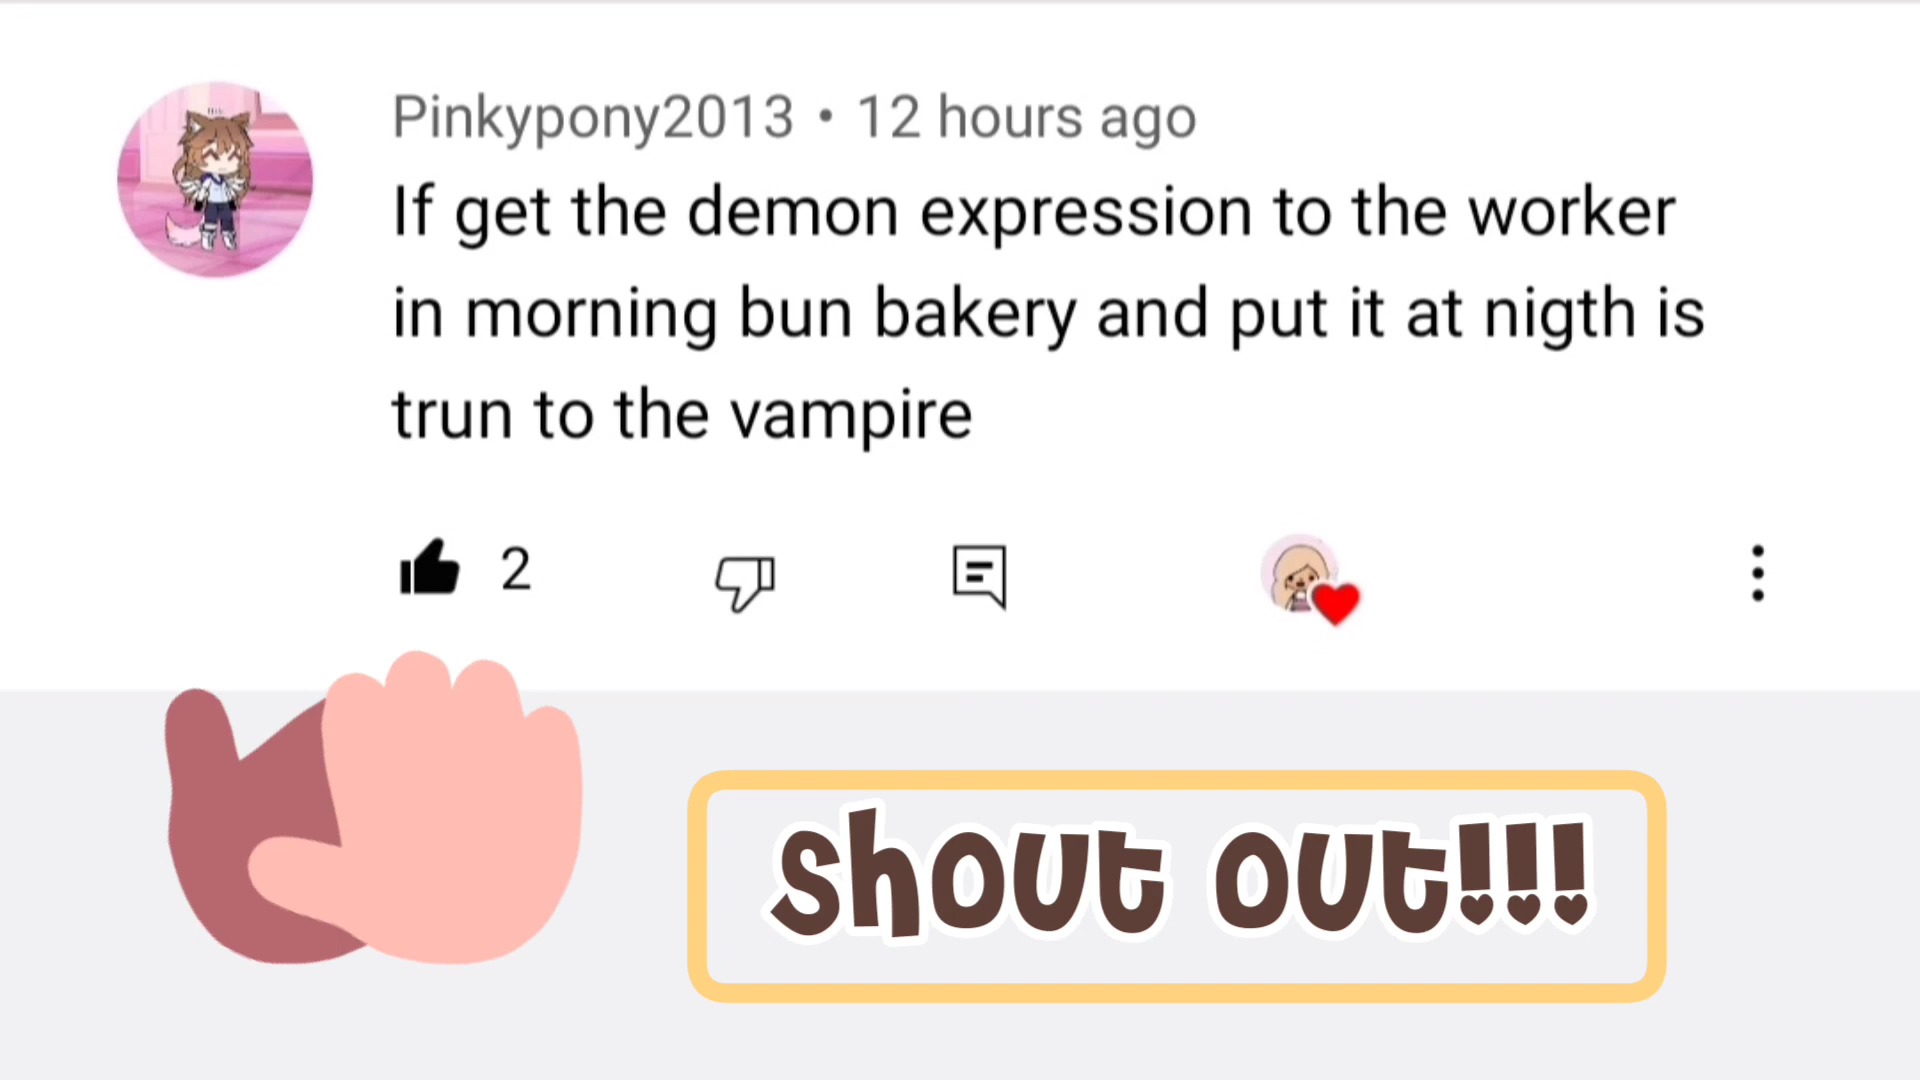 Pinkypony2013 • 12 hours ago
If get the demon expression to the worker
in morning bun bakery and put it at nigth is
trun to the vampire
2
shout out!!!